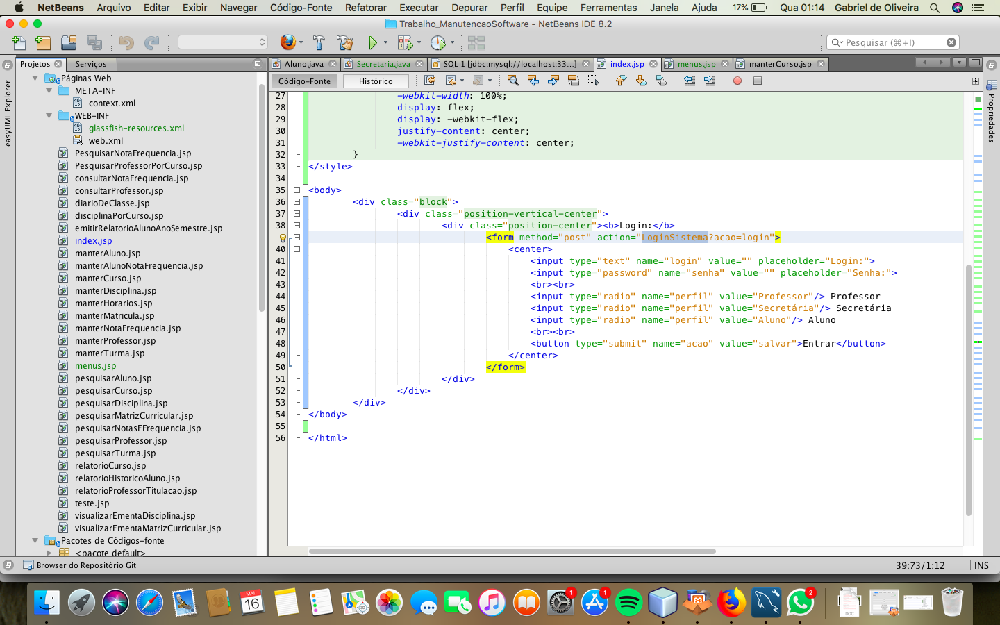 NetBeans Arquivo Editar Exibir Navegar Código-Fonte Refatorar Executar Depurar Perfil Equipe Ferramentas Janela Ajuda 17% Qua 01:14 Gabriel de Oliveira
Trabalho_ManutencaoSoftware - NetBeans IDE 8.2
Pesquisar (⌘+I)
Projetos Serviços
Aluno.java Secretaria.java SQL 1 [jdbc:mysql://localhost:33...] index.jsp menus.jsp manterCurso.jsp
Código-Fonte Histórico
easyUML Explorer
Propriedades
Páginas Web
META-INF
context.xml
WEB-INF
glassfish-resources.xml
web.xml
PesquisarNotaFrequencia.jsp
PesquisarProfessorPorCurso.jsp
consultarNotaFrequencia.jsp
consultarProfessor.jsp
diarioDeClasse.jsp
disciplinaPorCurso.jsp
emitirRelatorioAlunoAnoSemestre.jsp
index.jsp
manterAluno.jsp
manterAlunoNotaFrequencia.jsp
manterCurso.jsp
manterDisciplina.jsp
manterHorarios.jsp
manterMatricula.jsp
manterNotaFrequencia.jsp
manterProfessor.jsp
manterTurma.jsp
menus.jsp
pesquisarAluno.jsp
pesquisarCurso.jsp
pesquisarDisciplina.jsp
pesquisarMatrizCurricular.jsp
pesquisarNotasEFrequencia.jsp
pesquisarProfessor.jsp
pesquisarTurma.jsp
relatorioCurso.jsp
relatorioHistoricoAluno.jsp
relatorioProfessorTitulacao.jsp
teste.jsp
visualizarEmentaDisciplina.jsp
visualizarEmentaMatrizCurricular.jsp
Pacotes de Códigos-fonte
<pacote default>
27 -webkit-width: 100%;
28 display: flex;
29 display: -webkit-flex;
30 justify-content: center;
31 -webkit-justify-content: center;
32 }
33 </style>
34
35 <body>
36 <div class="block">
37 <div class="position-vertical-center">
38 <div class="position-center"><b>Login:</b>
<form method="post" action="LoginSistema?acao=login">
40 <center>
41 <input type="text" name="login" value="" placeholder="Login:">
42 <input type="password" name="senha" value="" placeholder="Senha:">
43 <br><br>
44 <input type="radio" name="perfil" value="Professor"/> Professor
45 <input type="radio" name="perfil" value="Secretária"/> Secretária
46 <input type="radio" name="perfil" value="Aluno"/> Aluno
47 <br><br>
48 <button type="submit" name="acao" value="salvar">Entrar</button>
49 </center>
50 </form>
51 </div>
52 </div>
53 </div>
54 </body>
55
56 </html>
Browser do Repositório Git
39:73/1:12 INS
MAI
16
1
1
2
DOC